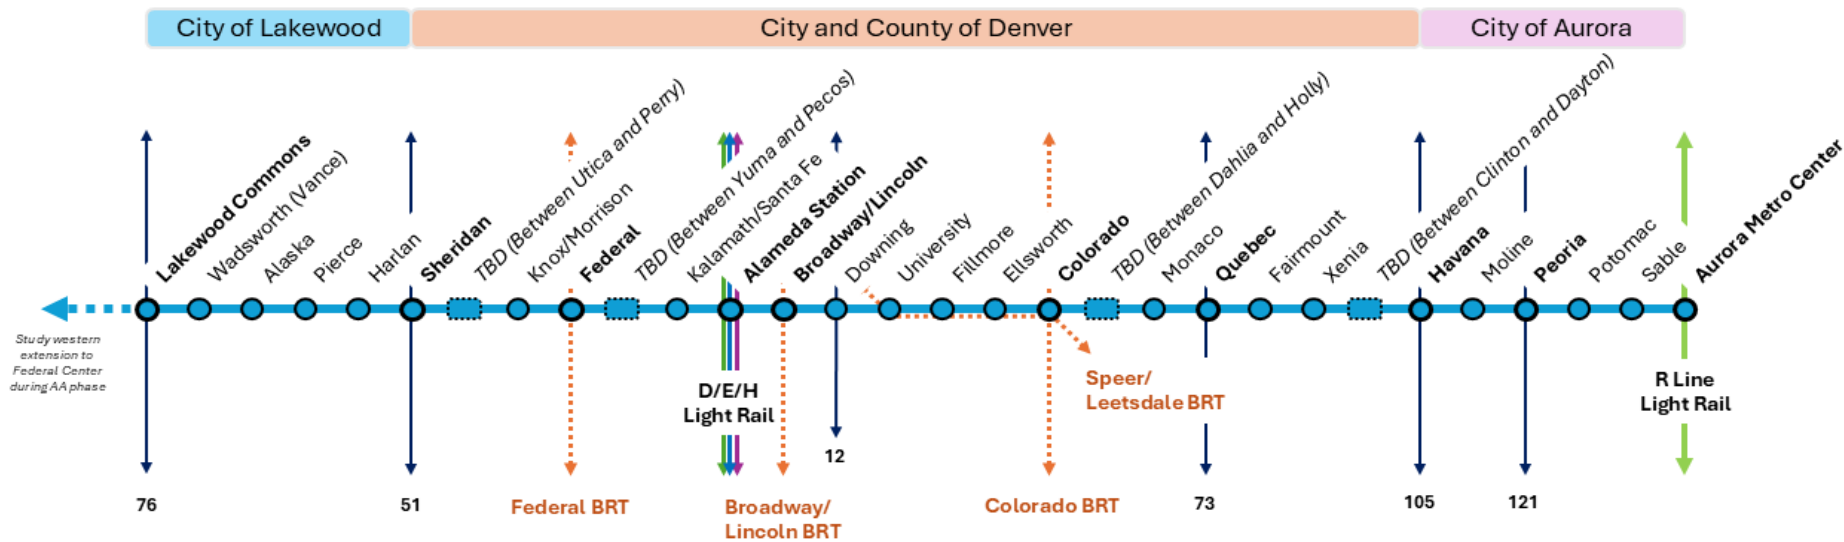 City of Lakewood
City and County of Denver
City of Aurora
Lakewood Commons
Wadsworth (Vance)
Alaska
Pierce
Harlan
Sheridan
TBD (Between Utica and Perry)
Knox/Morrison
Federal
TBD (Between Yuma and Pecos)
Kalamath/Santa Fe
Alameda Station
Broadway/Lincoln
Downing
University
Fillmore
Ellsworth
Colorado
TBD (Between Dahlia and Holly)
Monaco
Quebec
Fairmount
Xenia
TBD (Between Clinton and Dayton)
Havana
Moline
Peoria
Potomac
Sable
Aurora Metro Center
Study western
extension to
Federal Center
during AA phase
D/E/H
Light Rail
Speer/
Leetsdale BRT
R Line
Light Rail
12
76
51
Federal BRT
Broadway/
Lincoln BRT
Colorado BRT
73
105
121